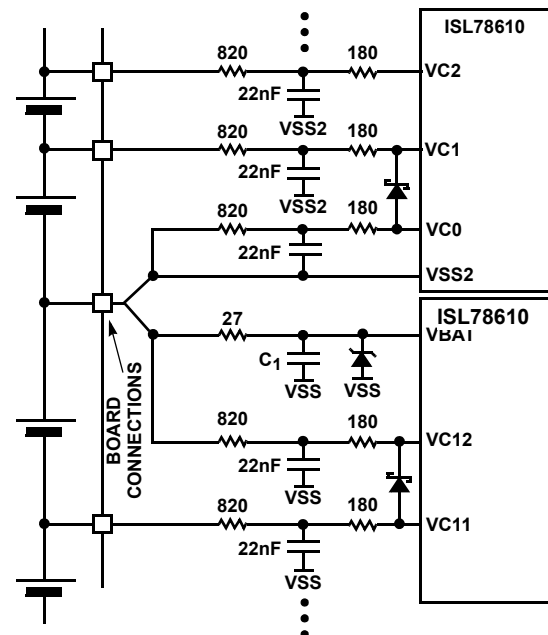 ISL78610
820
180
VC2
22nF
VSS2
820
180
VC1
22nF
VSS2
820
180
VC0
22nF
VSS2
ISL78610
27
VBAT
C1
VSS
VSS
BOARD
CONNECTIONS
820
180
VC12
22nF
VSS
820
180
VC11
22nF
VSS